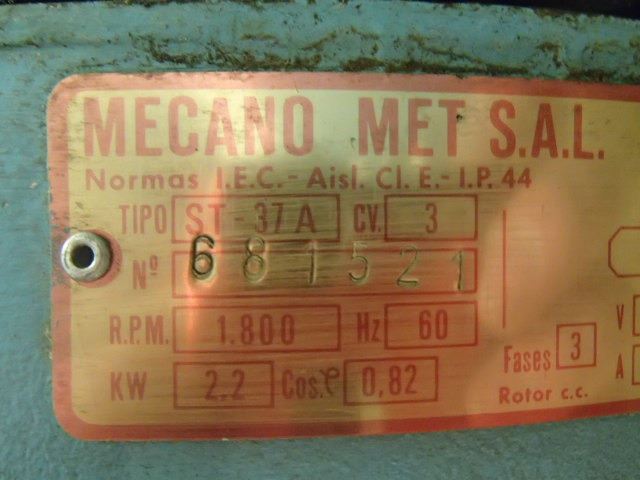 MECANO MET S.A.L.
Normas I.E.C.-Aisl. Cl. E.-I.P. 44
TIPO ST-37A CV. 3
Nº 681521
R.P.M. 1.800 Hz 60
KW 2,2 Cos.φ 0,82
Fases 3
Rotor c.c.
V
A